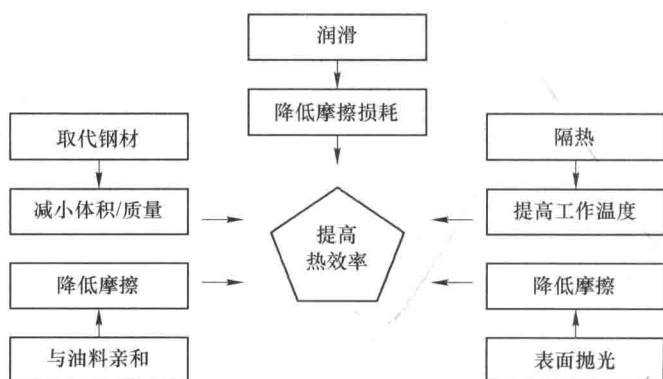 润滑
降低摩擦损耗
取代钢材
隔热
减小体积/质量
提高工作温度
提高
热效率
降低摩擦
降低摩擦
与油料亲和
表面抛光